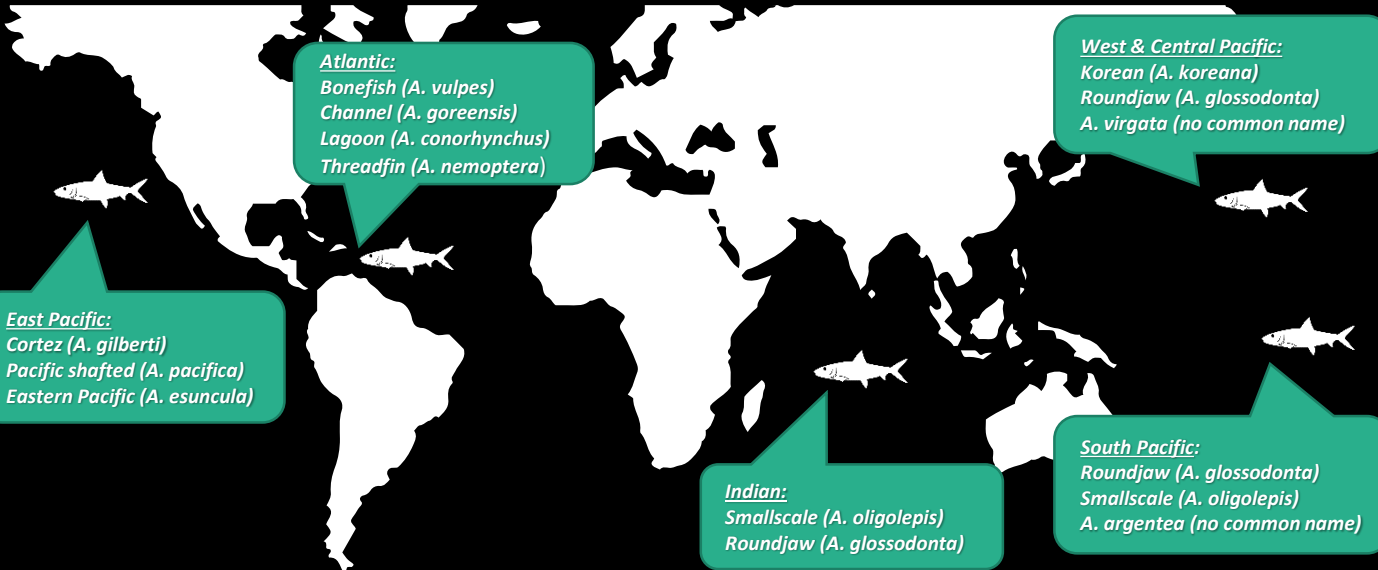 Atlantic:
Bonefish (A. vulpes)
Channel (A. goreensis)
Lagoon (A. conorhynchus)
Threadfin (A. nemoptera)
West & Central Pacific:
Korean (A. koreana)
Roundjaw (A. glossodonta)
A. virgata (no common name)
East Pacific:
Cortez (A. gilberti)
Pacific shafted (A. pacifica)
Eastern Pacific (A. esuncula)
Indian:
Smallscale (A. oligolepis)
Roundjaw (A. glossodonta)
South Pacific:
Roundjaw (A. glossodonta)
Smallscale (A. oligolepis)
A. argentea (no common name)